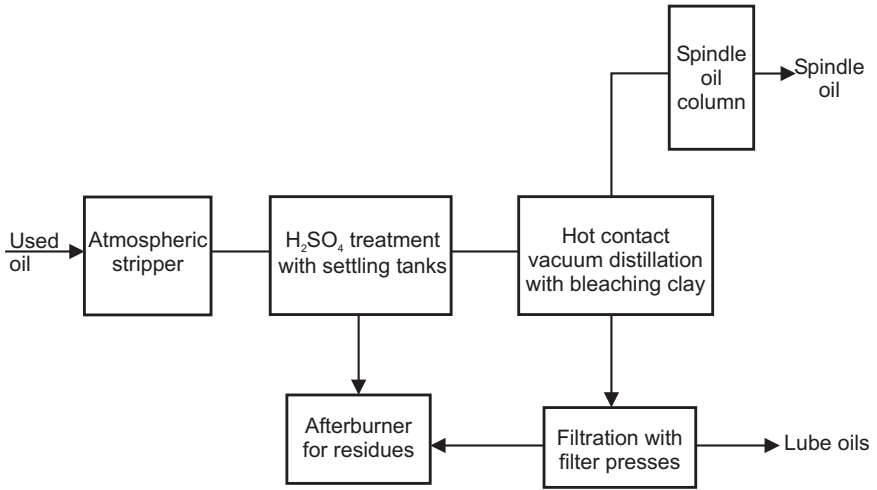 Spindle
oil
column
Spindle
oil
Used
oil
Atmospheric
stripper
H₂SO₄ treatment
with settling tanks
Hot contact
vacuum distillation
with bleaching clay
Afterburner
for residues
Filtration with
filter presses
Lube oils